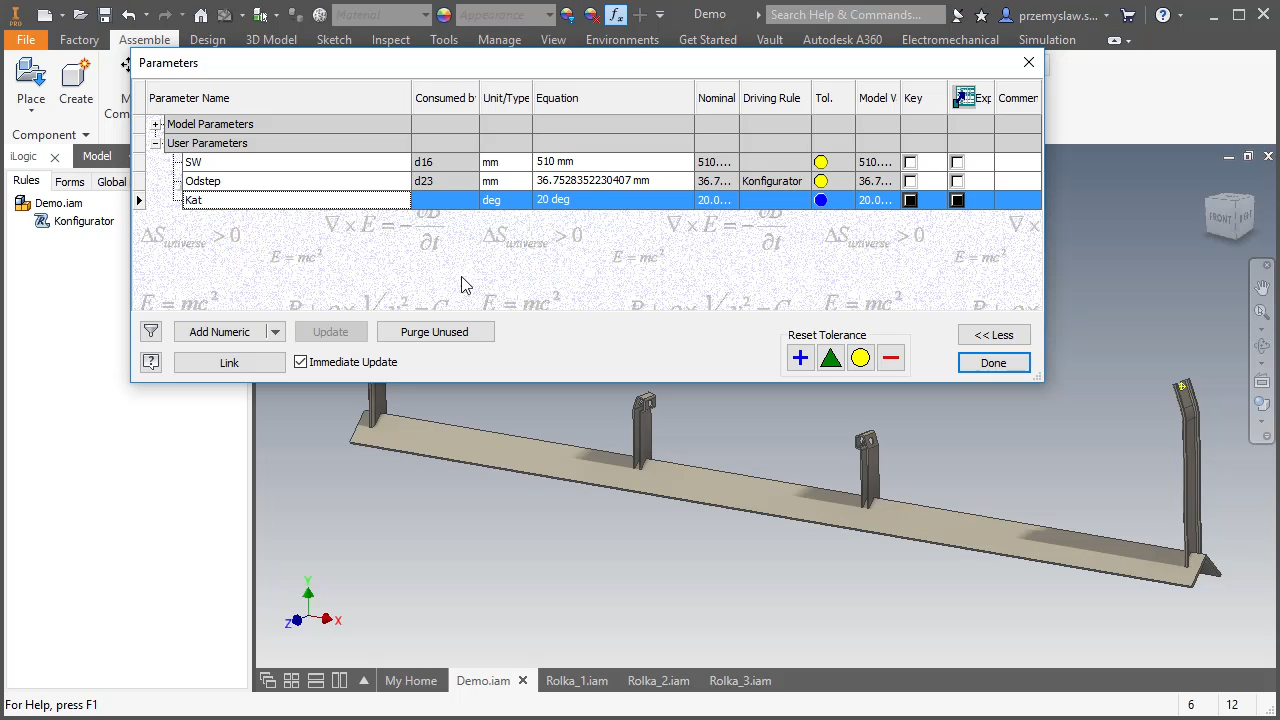 PRO
Material
Appearance
fx
Demo
Search Help & Commands...
przemyslaw.s...
File
Factory
Assemble
Design
3D Model
Sketch
Inspect
Tools
Manage
View
Environments
Get Started
Vault
Autodesk A360
Electromechanical
Simulation
Place
Create
Component
Parameters
Parameter Name
Consumed b
Unit/Type
Equation
Nominal
Driving Rule
Tol.
Model V
Key
Exp
Commen
Model Parameters
User Parameters
SW
d16
mm
510 mm
510....
Odstep
d23
mm
36.7528352230407 mm
36.7...
Konfigurator
36.7...
Kat
deg
20 deg
20.0...
20.0...
Add Numeric
Update
Purge Unused
Link
Immediate Update
Reset Tolerance
<< Less
Done
iLogic
Model
Rules
Forms
Global
Demo.iam
Konfigurator
FRONT
Y
Z
X
My Home
Demo.iam
Rolka_1.iam
Rolka_2.iam
Rolka_3.iam
For Help, press F1
6
12